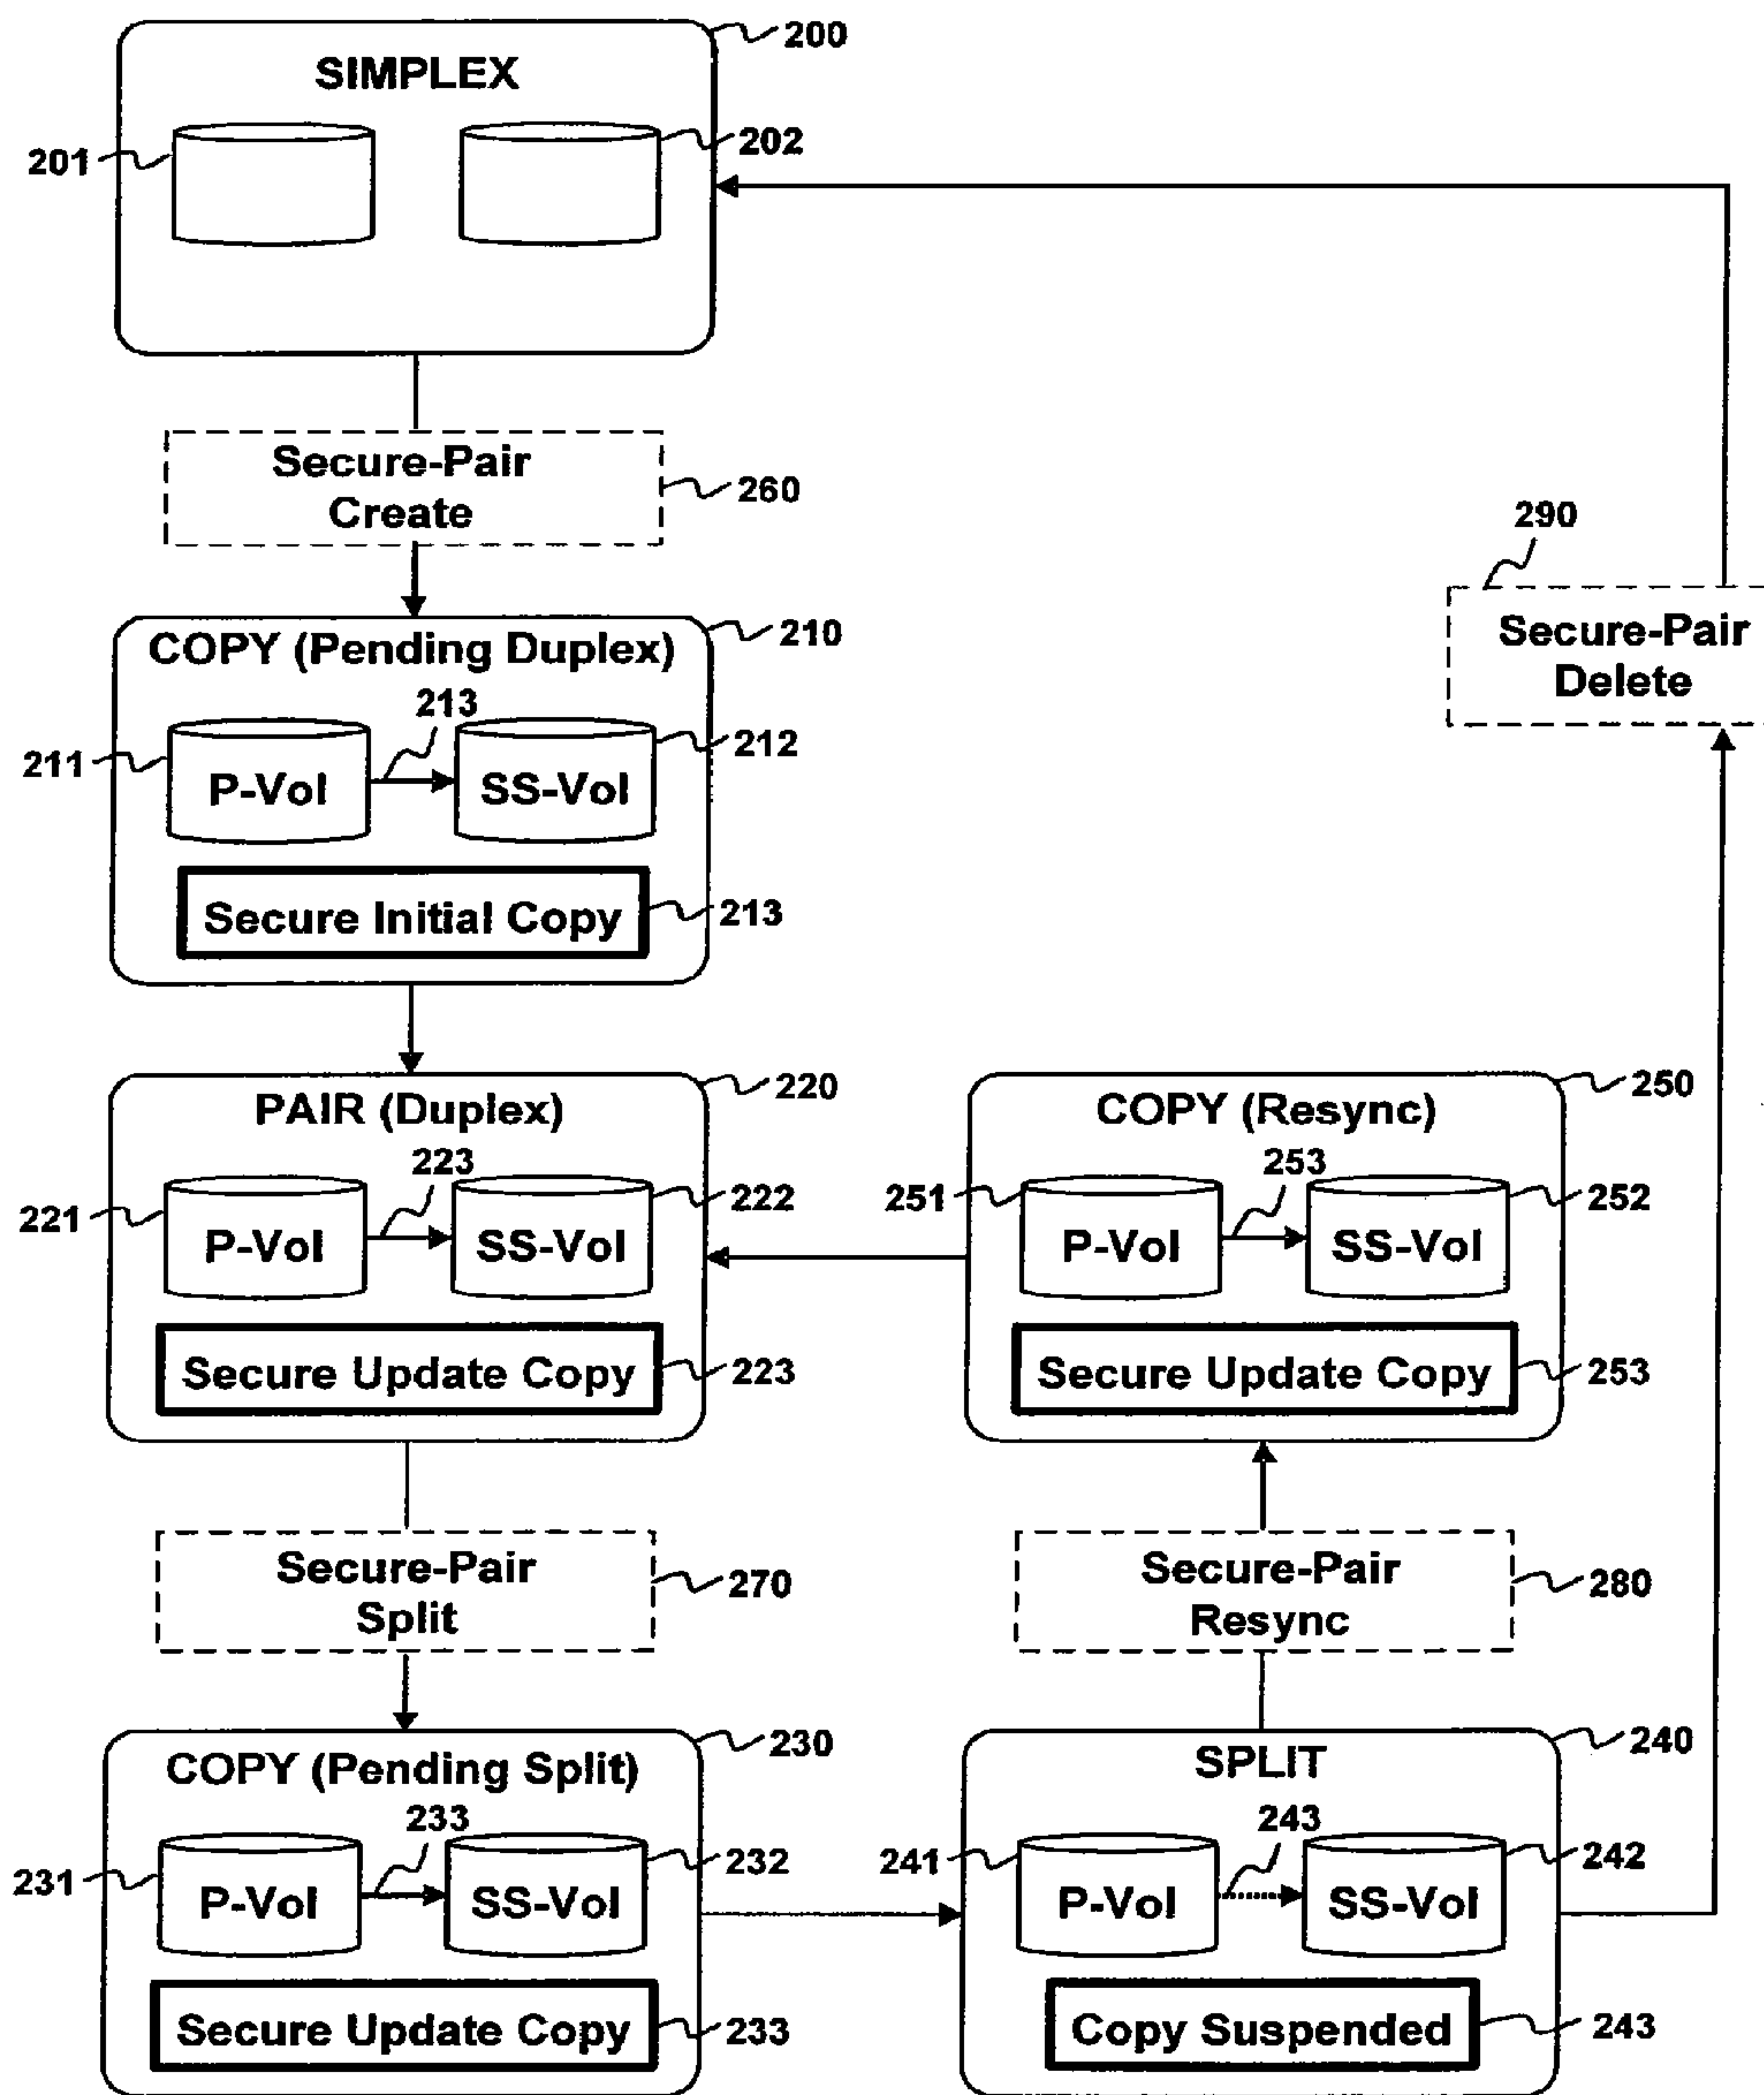 200
SIMPLEX
201
202
Secure-Pair
Create
260
290
Secure-Pair
Delete
210
COPY (Pending Duplex)
213
211
212
P-Vol
SS-Vol
Secure Initial Copy
213
220
PAIR (Duplex)
223
221
222
P-Vol
SS-Vol
Secure Update Copy
223
250
COPY (Resync)
253
251
252
P-Vol
SS-Vol
Secure Update Copy
253
Secure-Pair
Split
270
Secure-Pair
Resync
280
230
COPY (Pending Split)
233
231
232
P-Vol
SS-Vol
Secure Update Copy
233
240
SPLIT
243
241
242
P-Vol
SS-Vol
Copy Suspended
243